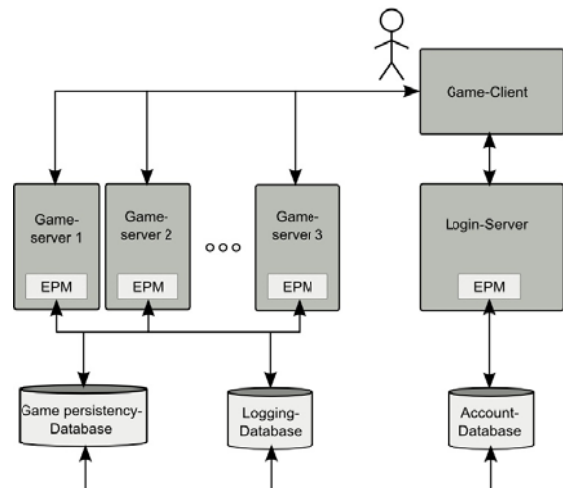 Game-Client
Game-
server 1
Game-
server 2
Game-
server 3
Login-Server
EPM
EPM
EPM
EPM
Game persistency-
Database
Logging-
Database
Account-
Database